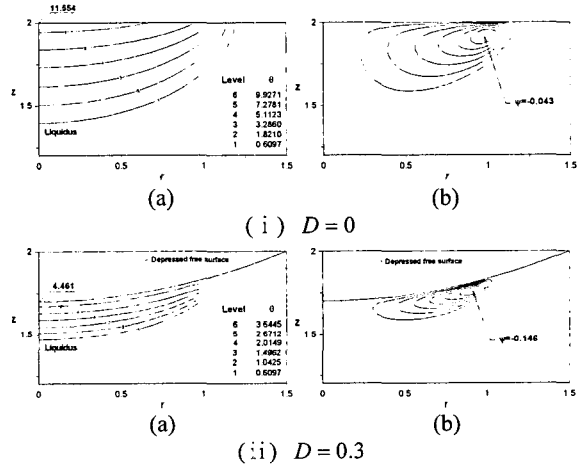 11.554
2
z
1.5
Level θ
6 9.9271
5 7.2781
4 5.1123
3 3.2860
2 1.8210
1 0.6097
Liquidus
0 0.5 1 1.5
r
(a)
2
z
1.5
ψ=-0.043
0 0.5 1 1.5
r
(b)
(i) D = 0
2
Depressed free surface
4.461
z
1.5
Level θ
6 3.6445
5 2.6712
4 2.0149
3 1.4962
2 1.0425
1 0.6097
Liquidus
0 0.5 1 1.5
r
(a)
2
Depressed free surface
z
1.5
ψ=-0.146
0 0.5 1 1.5
r
(b)
(ii) D = 0.3